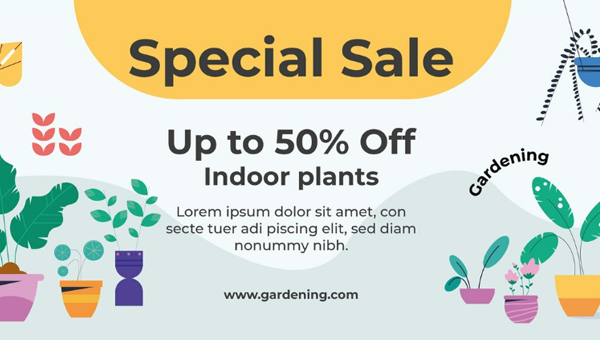 Special Sale
Up to 50% Off
Indoor plants
Gardening
Lorem ipsum dolor sit amet, con
secte tuer adi piscing elit, sed diam
nonummy nibh.
www.gardening.com